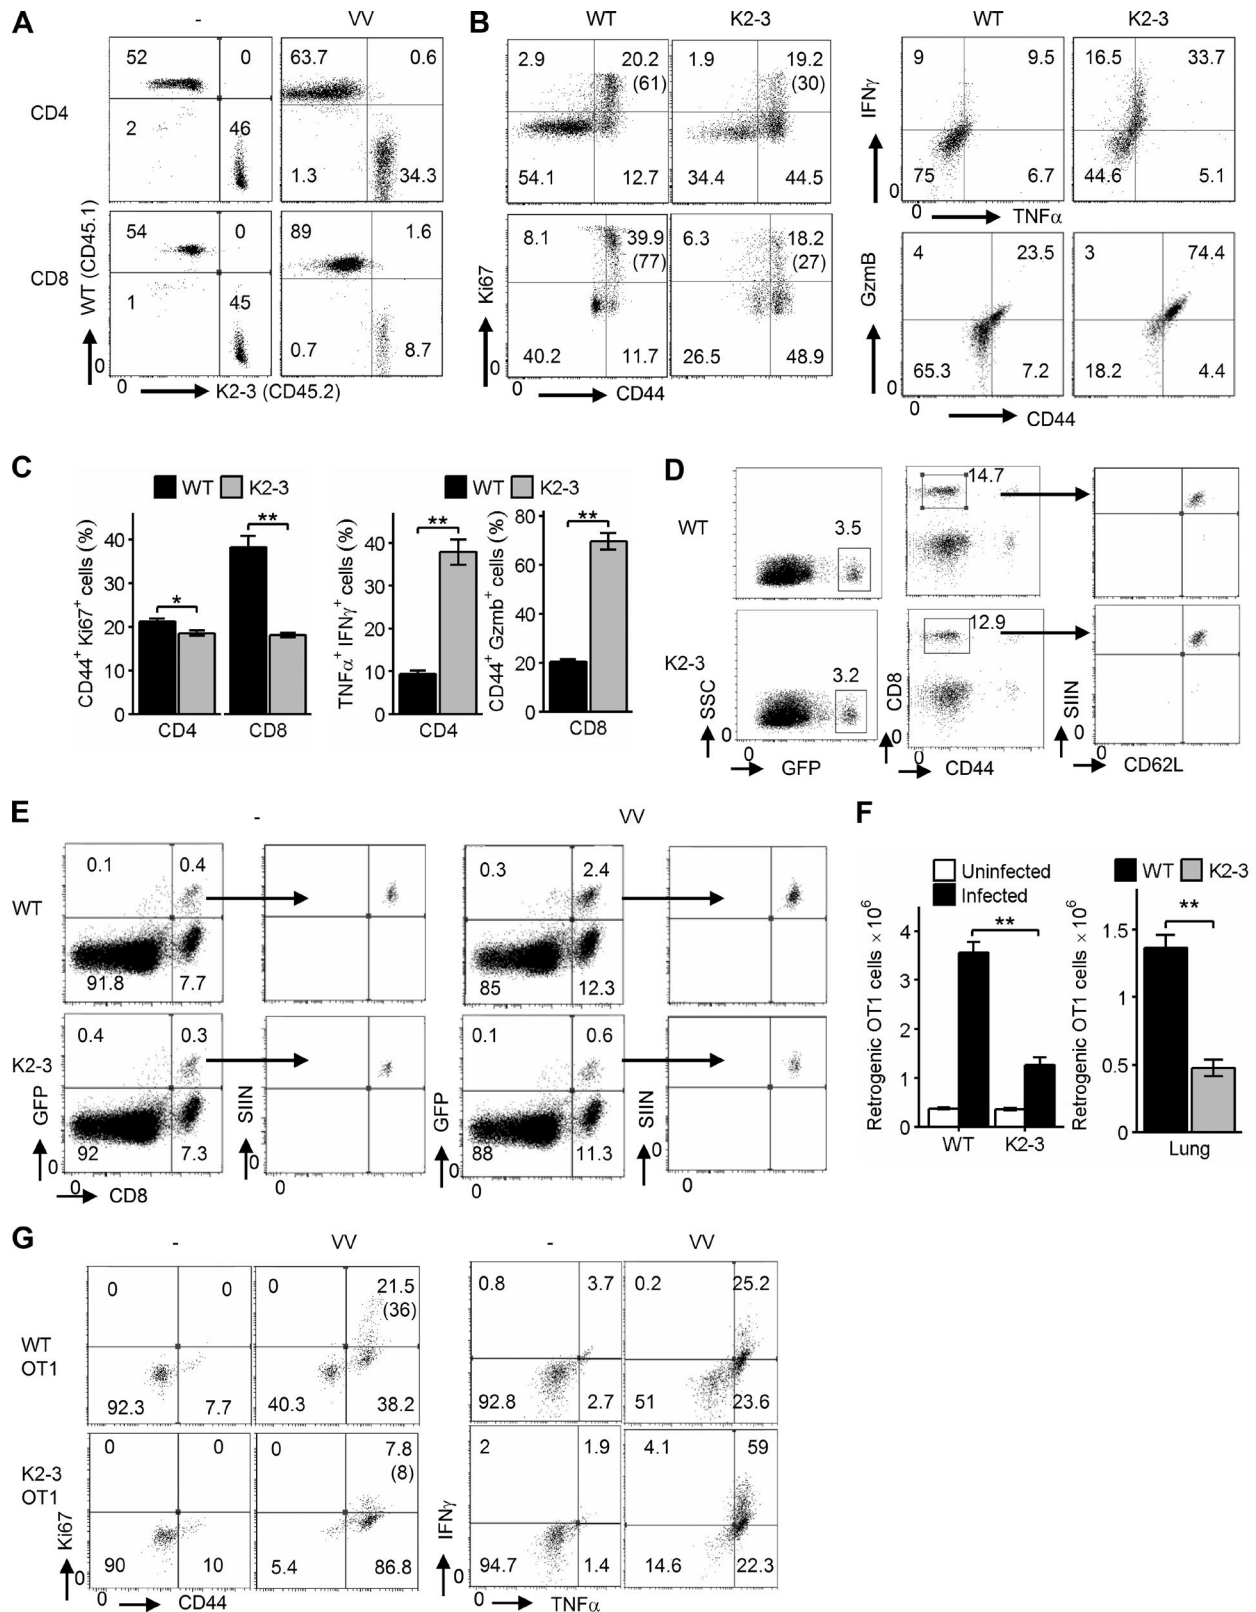 A
-
VV
CD4
52
0
2
46
63.7
0.6
1.3
34.3
CD8
54
0
1
45
89
1.6
0.7
8.7
WT (CD45.1)
0
0
K2-3 (CD45.2)
B
WT
K2-3
2.9
20.2
(61)
54.1
12.7
1.9
19.2
(30)
34.4
44.5
8.1
39.9
(77)
40.2
11.7
6.3
18.2
(27)
26.5
48.9
Ki67
0
0
CD44
WT
K2-3
9
9.5
75
6.7
16.5
33.7
44.6
5.1
IFNγ
0
0
TNFα
4
23.5
65.3
7.2
3
74.4
18.2
4.4
GzmB
0
0
CD44
C
WT
K2-3
CD44+ Ki67+ cells (%)
40
30
20
10
0
*
**
CD4
CD8
WT
K2-3
TNFα+ IFNγ+ cells (%)
40
30
20
10
0
**
CD4
CD44+ Gzmb+ cells (%)
80
60
40
20
0
**
CD8
D
WT
3.5
14.7
K2-3
3.2
12.9
SSC
0
0
GFP
CD8
0
0
CD44
SIIN
0
0
CD62L
E
-
VV
WT
0.1
0.4
91.8
7.7
0.3
2.4
85
12.3
K2-3
0.4
0.3
92
7.3
0.1
0.6
88
11.3
GFP
0
0
CD8
SIIN
0
0
GFP
0
0
SIIN
0
0
F
Uninfected
Infected
Retrogenic OT1 cells × 10^6
4
3
2
1
0
**
WT
K2-3
WT
K2-3
Retrogenic OT1 cells × 10^6
1.5
1
0.5
0
**
Lung
G
-
VV
-
VV
WT
OT1
0
0
92.3
7.7
0
21.5
(36)
40.3
38.2
0.8
3.7
92.8
2.7
0.2
25.2
51
23.6
K2-3
OT1
0
0
90
10
0
7.8
(8)
5.4
86.8
2
1.9
94.7
1.4
4.1
59
14.6
22.3
Ki67
0
0
CD44
IFNγ
0
0
TNFα